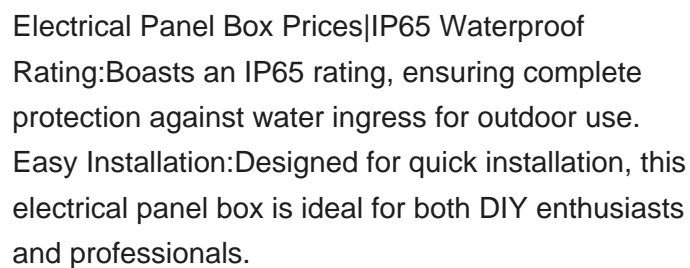 Electrical Panel Box Prices|IP65 Waterproof
Rating:Boasts an IP65 rating, ensuring complete
protection against water ingress for outdoor use.
Easy Installation:Designed for quick installation, this
electrical panel box is ideal for both DIY enthusiasts
and professionals.